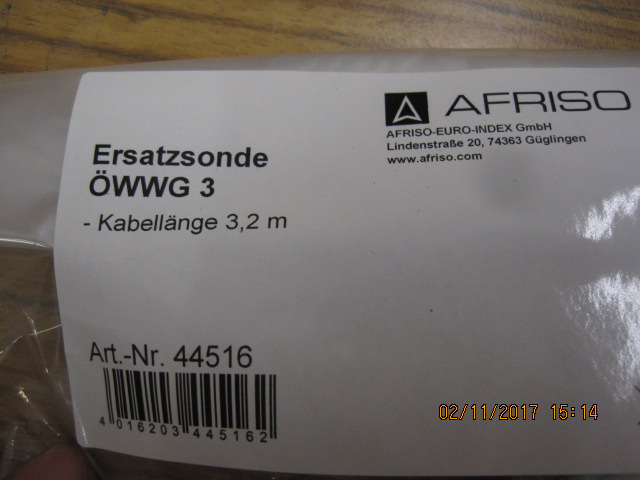 AFRISO
AFRISO-EURO-INDEX GmbH
Lindenstraße 20, 74363 Güglingen
www.afriso.com
Ersatzsonde
ÖWWG 3
- Kabellänge 3,2 m
Art.-Nr. 44516
4 016203 445162
02/11/2017 15:14